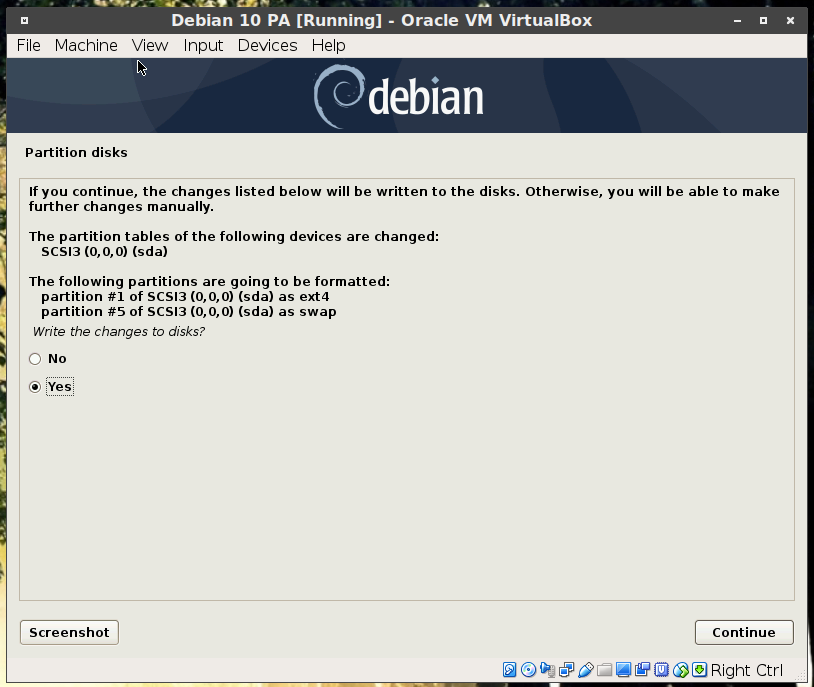 Debian 10 PA [Running] - Oracle VM VirtualBox
File Machine View Input Devices Help
debian
Partition disks
If you continue, the changes listed below will be written to the disks. Otherwise, you will be able to make
further changes manually.
The partition tables of the following devices are changed:
SCSI3 (0,0,0) (sda)
The following partitions are going to be formatted:
partition #1 of SCSI3 (0,0,0) (sda) as ext4
partition #5 of SCSI3 (0,0,0) (sda) as swap
Write the changes to disks?
No
Yes
Screenshot Continue
Right Ctrl